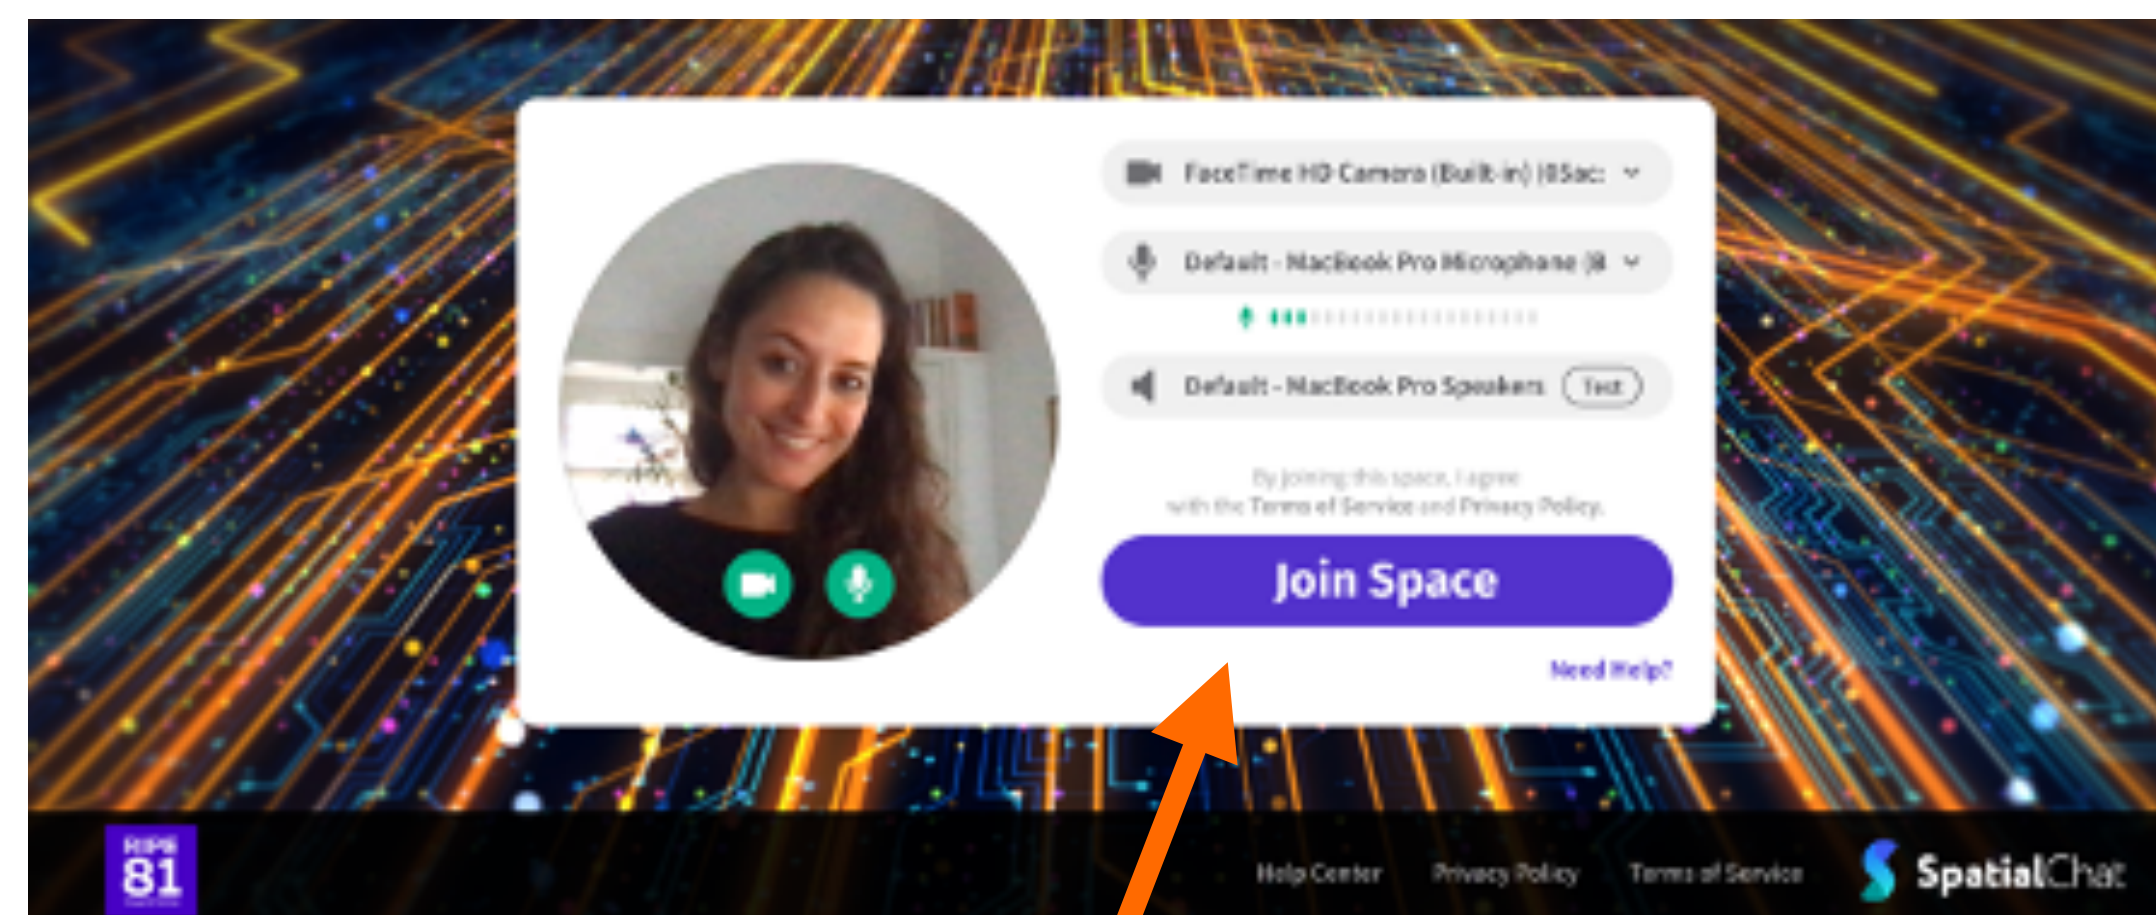 FaceTime HD Camera (Built-in) (05ac:
Default - MacBook Pro Microphone (B
Default - MacBook Pro Speakers
Test
By joining this space, I agree
with the Terms of Service and Privacy Policy.
Join Space
Need Help?
RIPE
81
Help Center
Privacy Policy
Terms of Service
SpatialChat